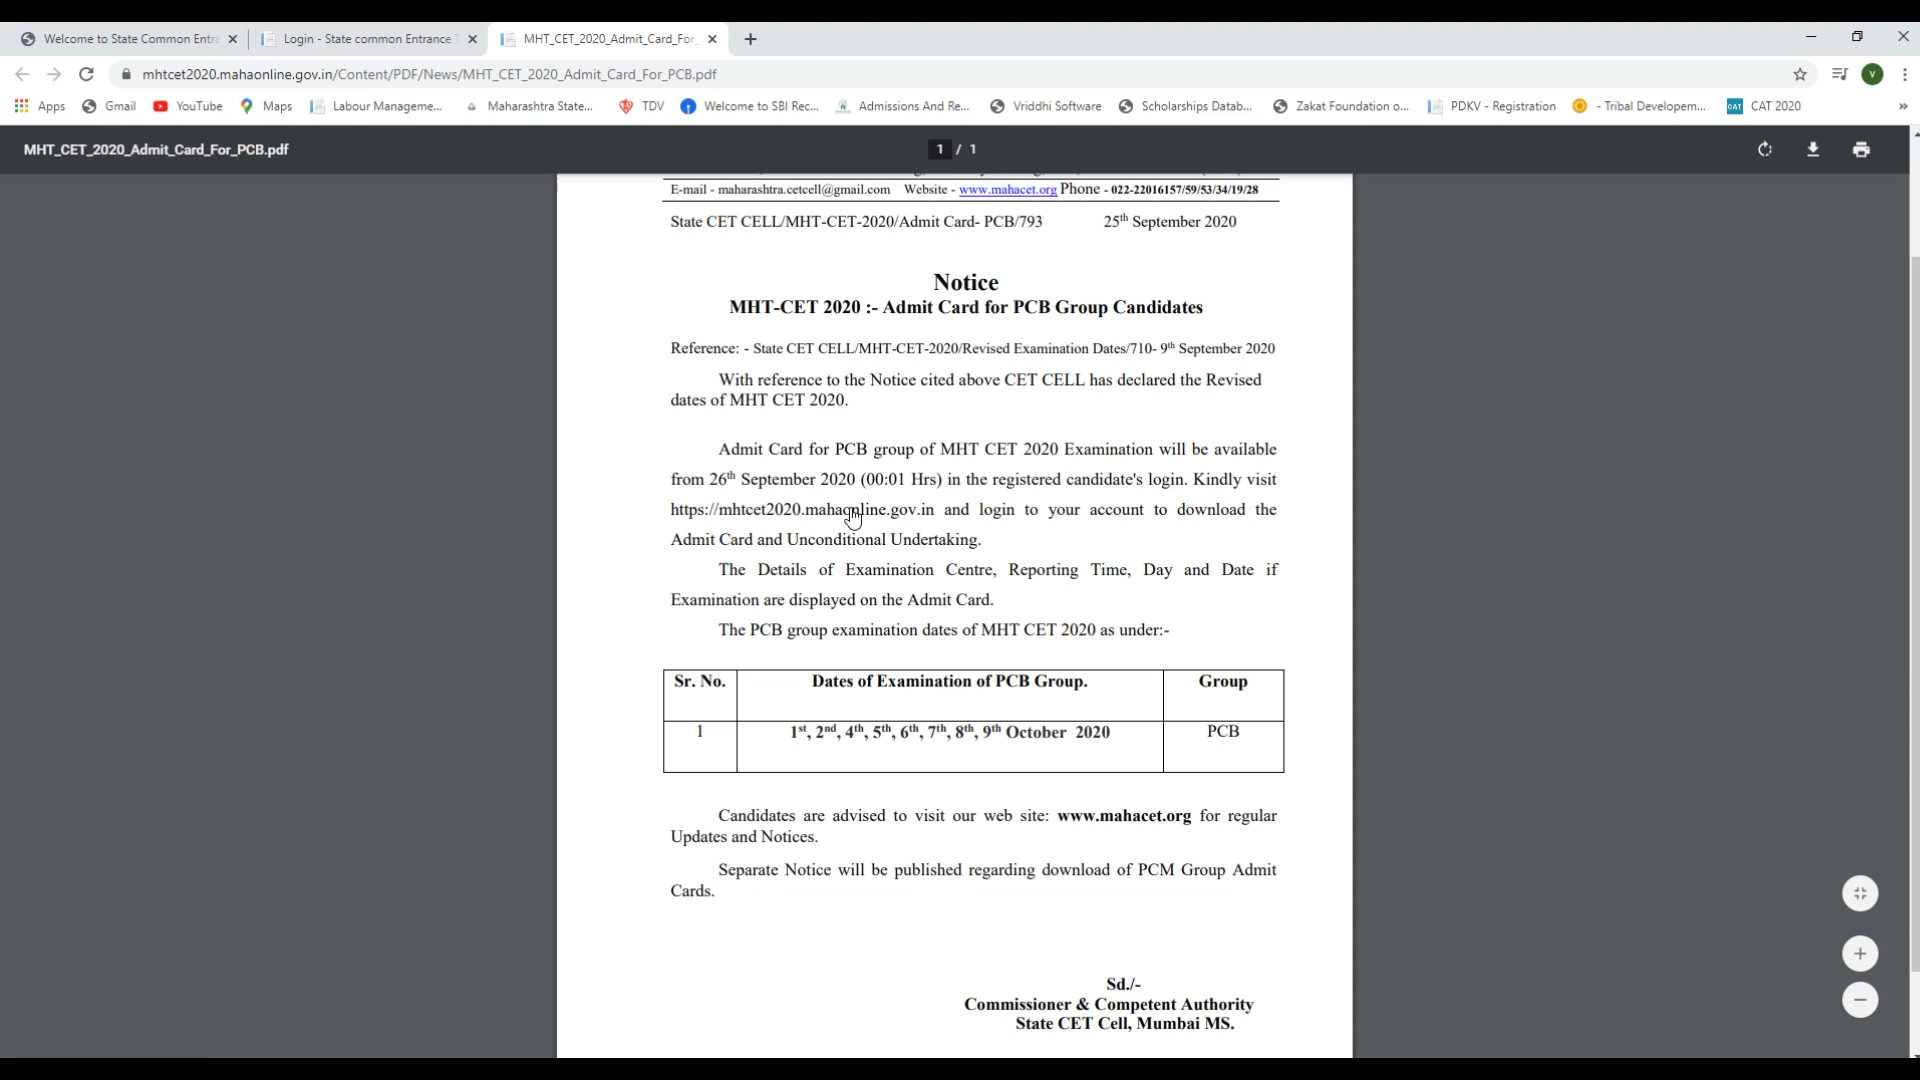 Welcome to State Common Entra
Login - State common Entrance T
MHT_CET_2020_Admit_Card_For_
mhtcet2020.mahaonline.gov.in/Content/PDF/News/MHT_CET_2020_Admit_Card_For_PCB.pdf
V
Apps Gmail YouTube Maps Labour Manageme... Maharashtra State... TDV Welcome to SBI Rec... Admissions And Re... Vriddhi Software Scholarships Datab... Zakat Foundation o... PDKV - Registration - Tribal Developem... CAT CAT 2020 »
MHT_CET_2020_Admit_Card_For_PCB.pdf
1 / 1
E-mail - maharashtra.cetcell@gmail.com Website - www.mahacet.org Phone - 022-22016157/59/53/34/19/28
State CET CELL/MHT-CET-2020/Admit Card- PCB/793 25th September 2020
Notice
MHT-CET 2020 :- Admit Card for PCB Group Candidates
Reference: - State CET CELL/MHT-CET-2020/Revised Examination Dates/710- 9th September 2020
With reference to the Notice cited above CET CELL has declared the Revised
dates of MHT CET 2020.
Admit Card for PCB group of MHT CET 2020 Examination will be available
from 26th September 2020 (00:01 Hrs) in the registered candidate's login. Kindly visit
https://mhtcet2020.mahaonline.gov.in and login to your account to download the
Admit Card and Unconditional Undertaking.
The Details of Examination Centre, Reporting Time, Day and Date if
Examination are displayed on the Admit Card.
The PCB group examination dates of MHT CET 2020 as under:-
Sr. No. Dates of Examination of PCB Group. Group
1 1st, 2nd, 4th, 5th, 6th, 7th, 8th, 9th October 2020 PCB
Candidates are advised to visit our web site: www.mahacet.org for regular
Updates and Notices.
Separate Notice will be published regarding download of PCM Group Admit
Cards.
Sd./-
Commissioner & Competent Authority
State CET Cell, Mumbai MS.